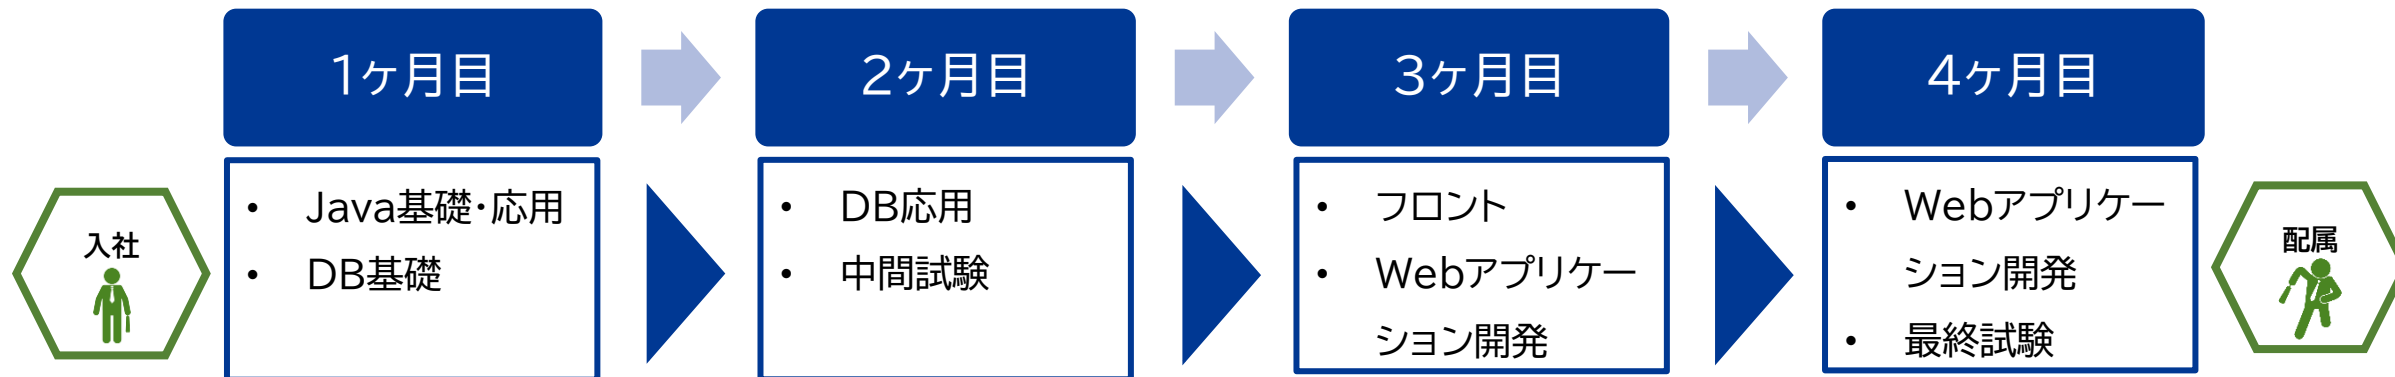 1ヶ月目
2ヶ月目
3ヶ月目
4ヶ月目
入社
• Java基礎・応用
• DB基礎
• DB応用
• 中間試験
• フロント
• Webアプリケー
ション開発
• Webアプリケー
ション開発
• 最終試験
配属